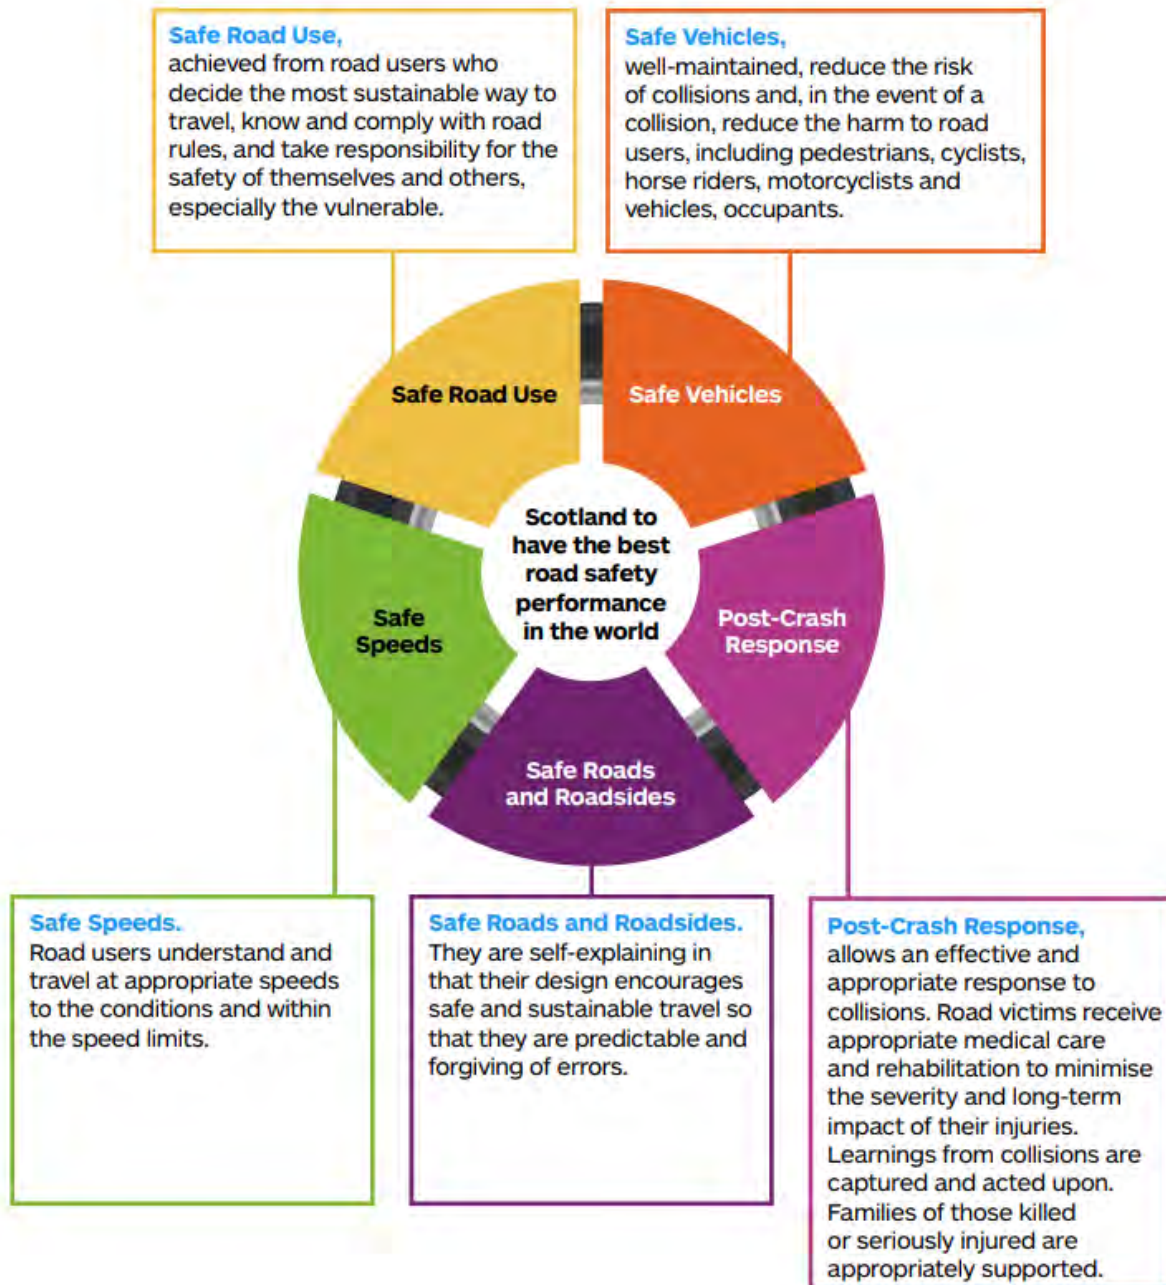 Safe Road Use,
achieved from road users who
decide the most sustainable way to
travel, know and comply with road
rules, and take responsibility for the
safety of themselves and others,
especially the vulnerable.
Safe Vehicles,
well-maintained, reduce the risk
of collisions and, in the event of a
collision, reduce the harm to road
users, including pedestrians, cyclists,
horse riders, motorcyclists and
vehicles, occupants.
Safe Road Use
Safe Vehicles
Scotland to
have the best
road safety
performance
in the world
Safe
Speeds
Post-Crash
Response
Safe Roads
and Roadsides
Safe Speeds.
Road users understand and
travel at appropriate speeds
to the conditions and within
the speed limits.
Safe Roads and Roadsides.
They are self-explaining in
that their design encourages
safe and sustainable travel so
that they are predictable and
forgiving of errors.
Post-Crash Response,
allows an effective and
appropriate response to
collisions. Road victims receive
appropriate medical care
and rehabilitation to minimise
the severity and long-term
impact of their injuries.
Learnings from collisions are
captured and acted upon.
Families of those killed
or seriously injured are
appropriately supported.